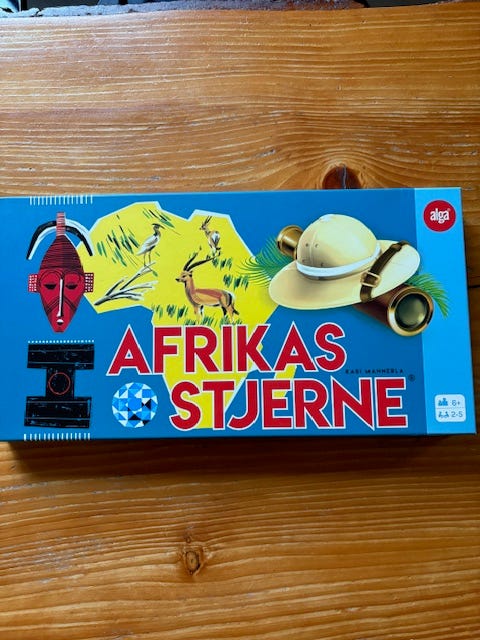 alga
AFRIKAS
KARI MANNERLA
STJERNE®
6+
2-5